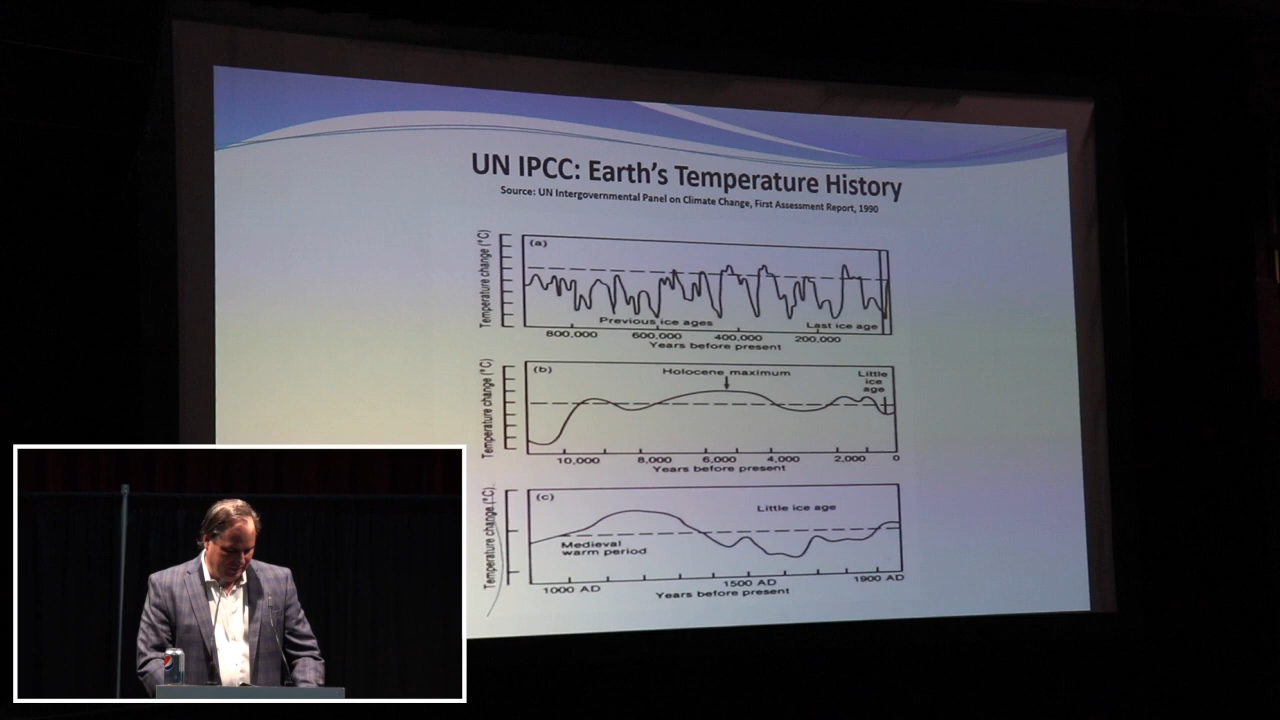 UN IPCC: Earth's Temperature History
Source: UN Intergovernmental Panel on Climate Change, First Assessment Report, 1990
Temperature change (°C)
(a)
Previous ice ages
Last ice age
800,000 600,000 400,000 200,000
Years before present
Temperature change (°C)
(b)
Holocene maximum
Little
ice
age
10,000 8,000 6,000 4,000 2,000 0
Years before present
Temperature change (°C)
(c)
Little ice age
Medieval
warm period
1000 AD 1500 AD 1900 AD
Years before present